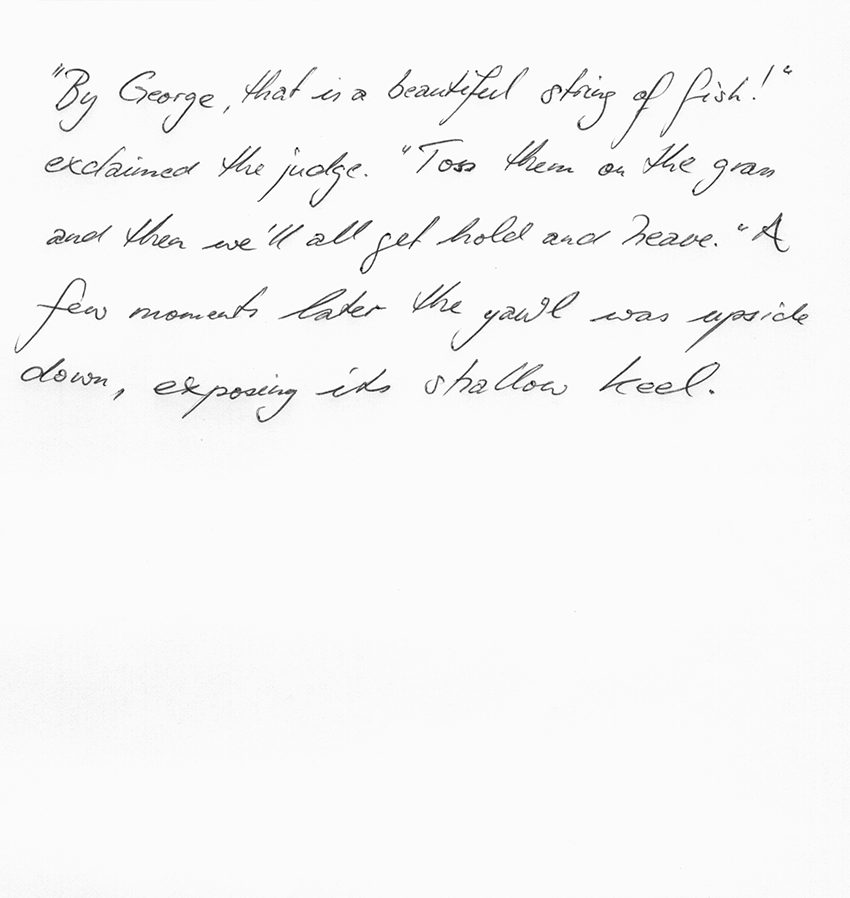 "By George, that is a beautiful string of fish!"
exclaimed the judge. "Toss them on the grass
and then we'll all get hold and heave." A
few moments later the yawl was upside
down, exposing its shallow keel.